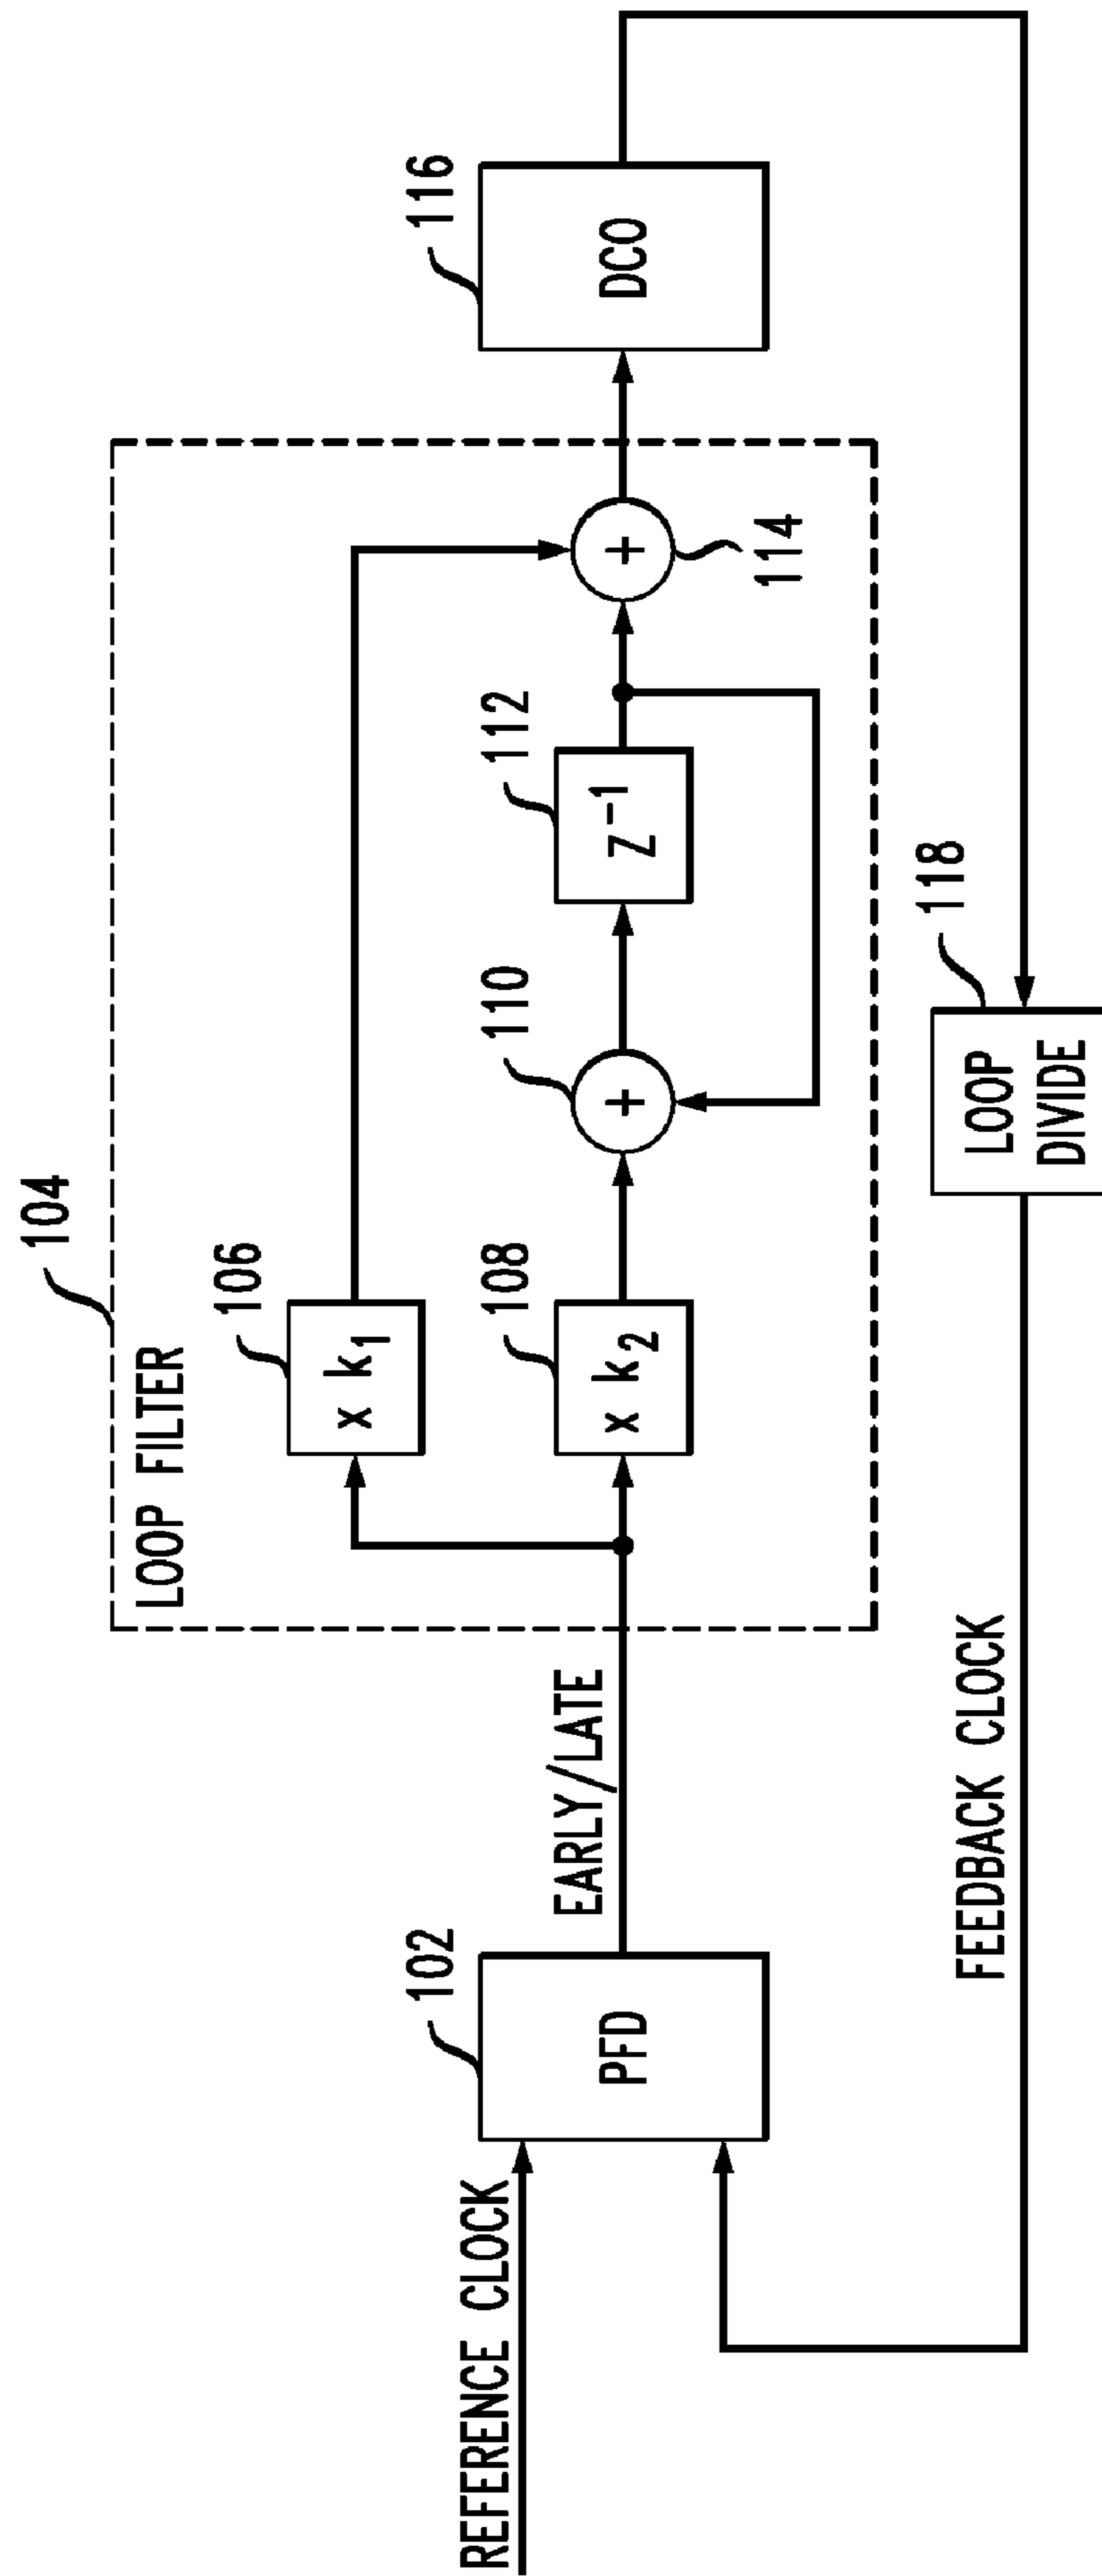 104
LOOP FILTER
106
x k₁
108
x k₂
110
+
112
Z⁻¹
+
114
116
DCO
REFERENCE CLOCK
102
PFD
EARLY/LATE
118
LOOP
DIVIDE
FEEDBACK CLOCK